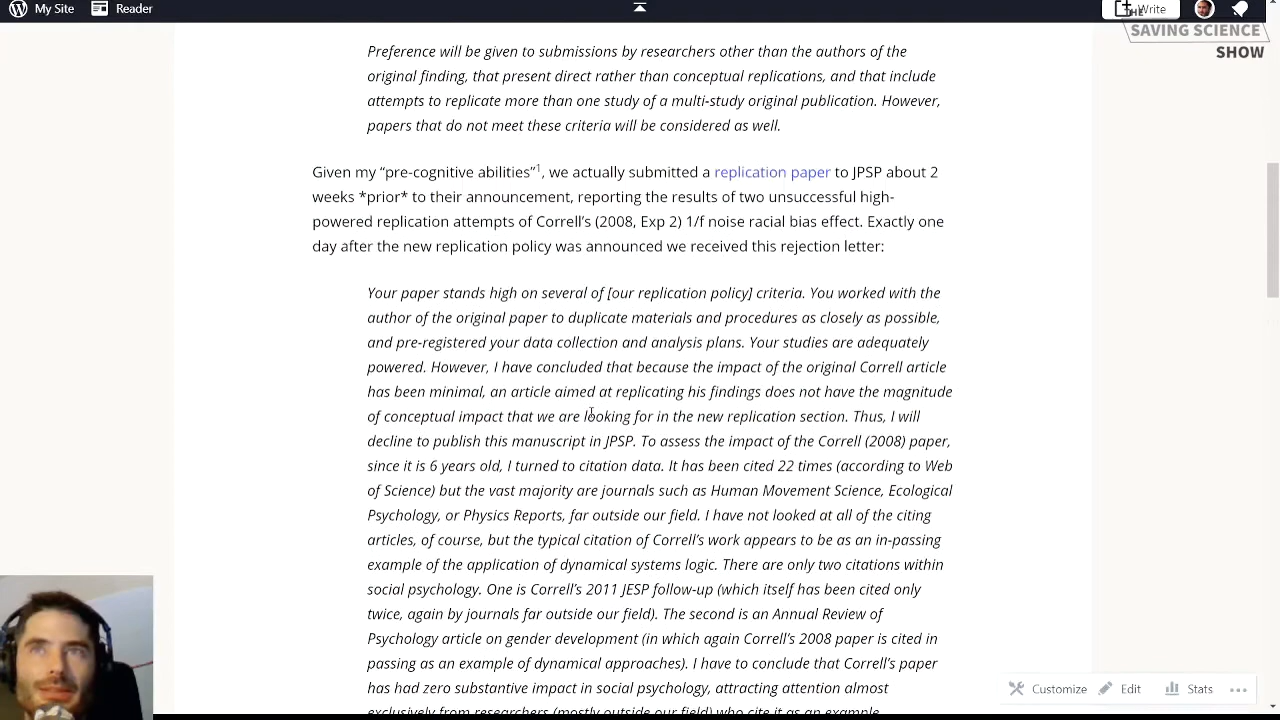 My Site
Reader
Write
THE
SAVING SCIENCE
SHOW
Preference will be given to submissions by researchers other than the authors of the
original finding, that present direct rather than conceptual replications, and that include
attempts to replicate more than one study of a multi-study original publication. However,
papers that do not meet these criteria will be considered as well.
Given my “pre-cognitive abilities”1, we actually submitted a replication paper to JPSP about 2
weeks *prior* to their announcement, reporting the results of two unsuccessful high-
powered replication attempts of Correll’s (2008, Exp 2) 1/f noise racial bias effect. Exactly one
day after the new replication policy was announced we received this rejection letter:
Your paper stands high on several of [our replication policy] criteria. You worked with the
author of the original paper to duplicate materials and procedures as closely as possible,
and pre-registered your data collection and analysis plans. Your studies are adequately
powered. However, I have concluded that because the impact of the original Correll article
has been minimal, an article aimed at replicating his findings does not have the magnitude
of conceptual impact that we are looking for in the new replication section. Thus, I will
decline to publish this manuscript in JPSP. To assess the impact of the Correll (2008) paper,
since it is 6 years old, I turned to citation data. It has been cited 22 times (according to Web
of Science) but the vast majority are journals such as Human Movement Science, Ecological
Psychology, or Physics Reports, far outside our field. I have not looked at all of the citing
articles, of course, but the typical citation of Correll’s work appears to be as an in-passing
example of the application of dynamical systems logic. There are only two citations within
social psychology. One is Correll’s 2011 JESP follow-up (which itself has been cited only
twice, again by journals far outside our field). The second is an Annual Review of
Psychology article on gender development (in which again Correll’s 2008 paper is cited in
passing as an example of dynamical approaches). I have to conclude that Correll’s paper
has had zero substantive impact in social psychology, attracting attention almost
exclusively from researchers (mostly outside our field) who cite it as an example
Customize
Edit
Stats